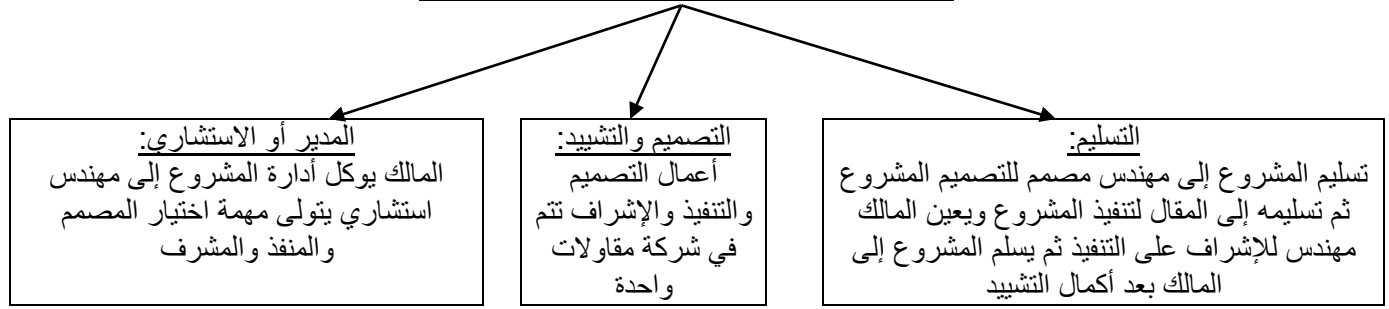 التسليم:
تسليم المشروع إلى مهندس مصمم للتصميم المشروع
ثم تسليمه إلى المقال لتنفيذ المشروع ويعين المالك
مهندس للإشراف على التنفيذ ثم يسلم المشروع إلى
المالك بعد أكمال التشييد
التصميم والتشييد:
أعمال التصميم
والتنفيذ والإشراف تتم
في شركة مقاولات
واحدة
المدير أو الاستشاري:
المالك يوكل أدارة المشروع إلى مهندس
استشاري يتولى مهمة اختيار المصمم
والمنفذ والمشرف